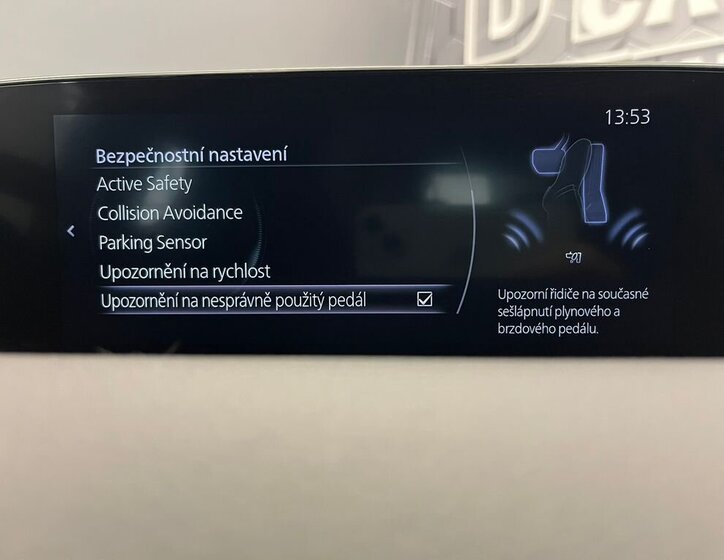 13:53
Bezpečnostní nastavení
Active Safety
Collision Avoidance
Parking Sensor
Upozornění na rychlost
Upozornění na nesprávně použitý pedál
Upozorní řidiče na současné
sešlápnutí plynového a
brzdového pedálu.